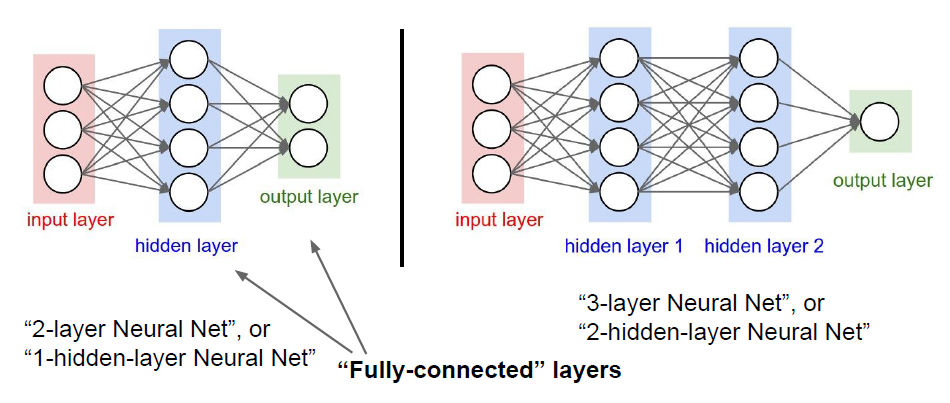 input layer
hidden layer
output layer
“2-layer Neural Net”, or
“1-hidden-layer Neural Net”
“Fully-connected” layers
input layer
hidden layer 1
hidden layer 2
output layer
“3-layer Neural Net”, or
“2-hidden-layer Neural Net”